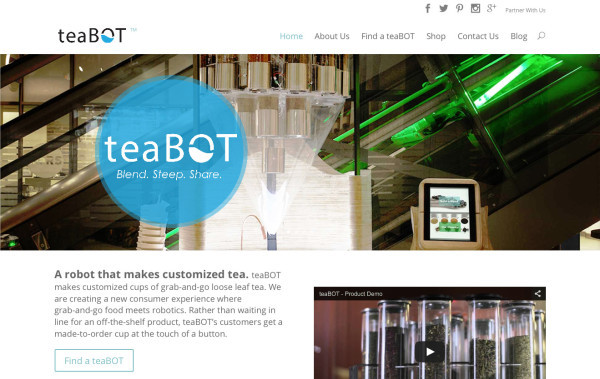 Partner With Us
teaBOT™
Home About Us Find a teaBOT Shop Contact Us Blog
teaBOT
Blend. Steep. Share.
A robot that makes customized tea. teaBOT
makes customized cups of grab-and-go loose leaf tea. We
are creating a new consumer experience where
grab-and-go food meets robotics. Rather than waiting in
line for an off-the-shelf product, teaBOT's customers get a
made-to-order cup at the touch of a button.
Find a teaBOT
teaBOT - Product Demo